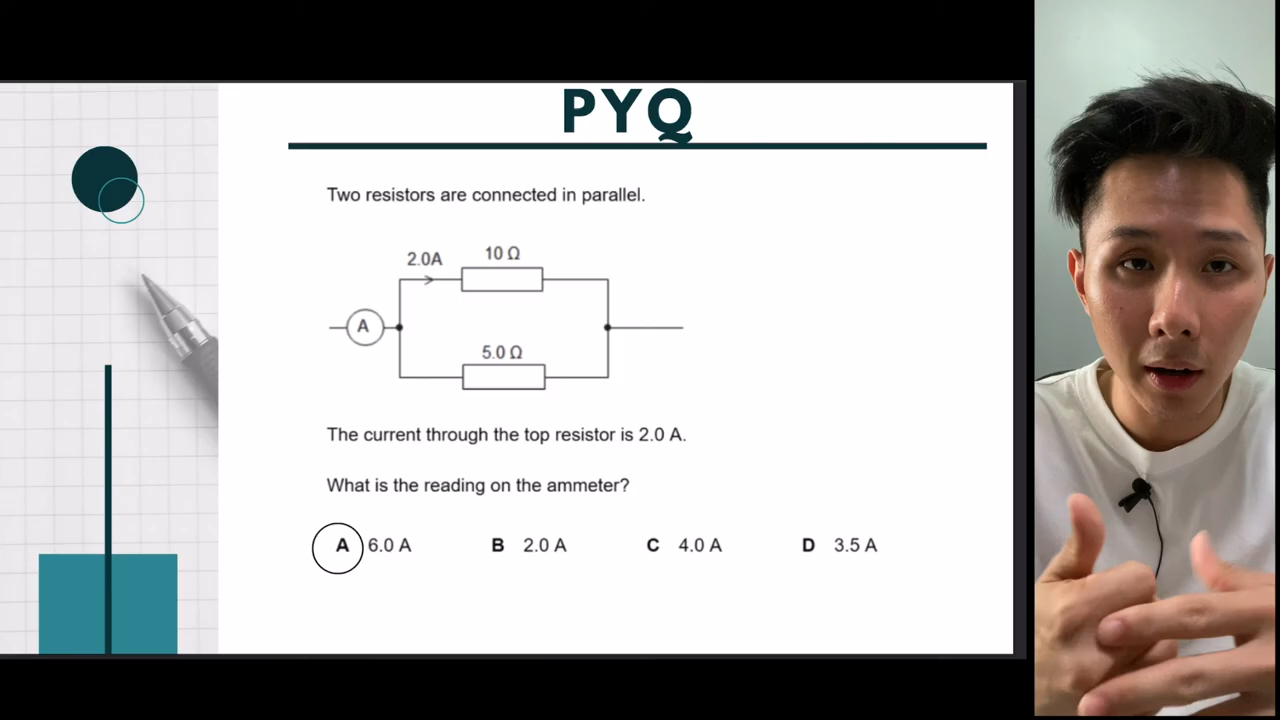 PYQ
Two resistors are connected in parallel.
2.0A
10 Ω
A
5.0 Ω
The current through the top resistor is 2.0 A.
What is the reading on the ammeter?
A 6.0 A B 2.0 A C 4.0 A D 3.5 A